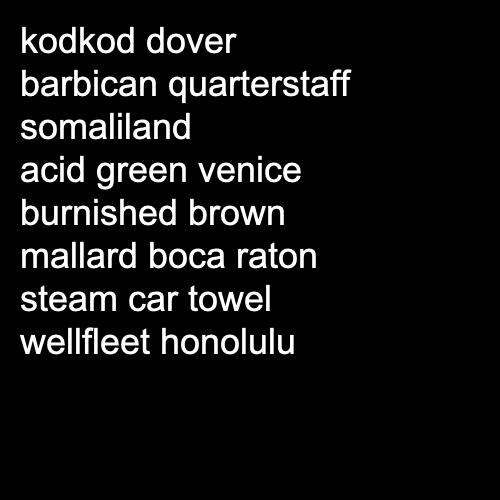 kodkod dover
barbican quarterstaff
somaliland
acid green venice
burnished brown
mallard boca raton
steam car towel
wellfleet honolulu